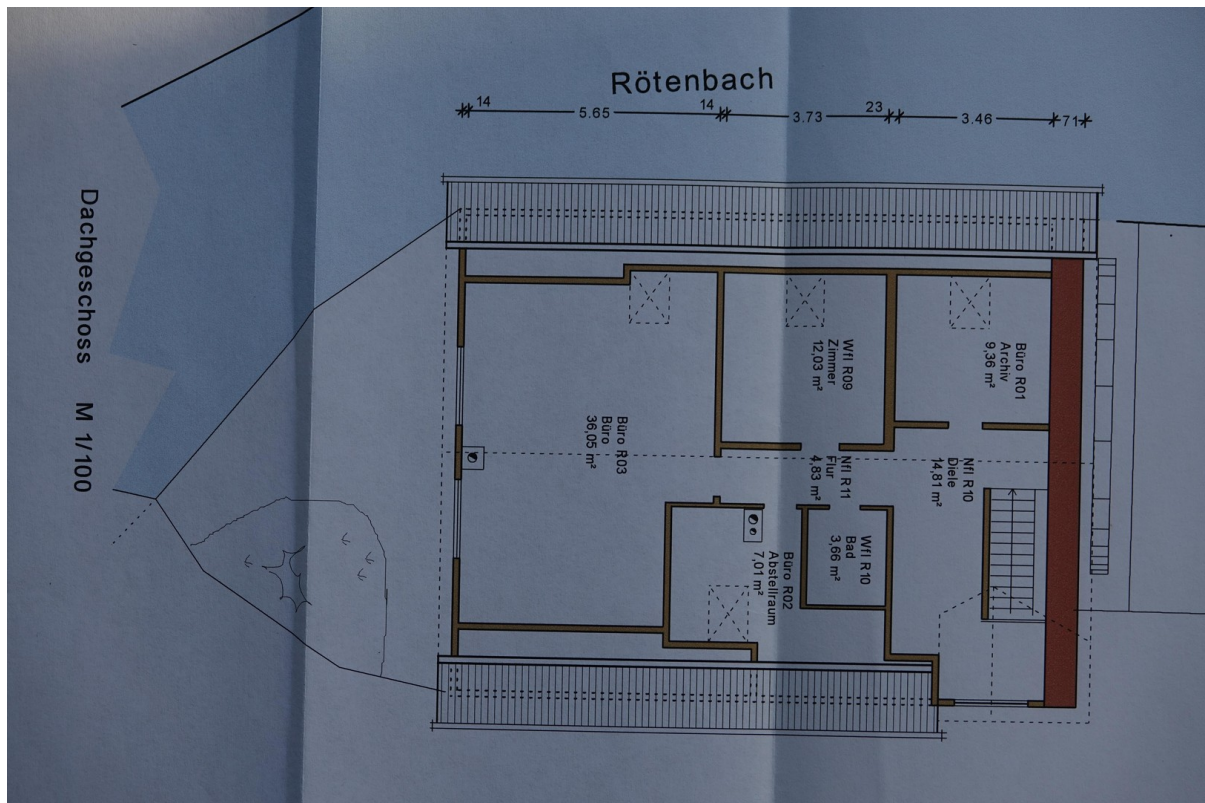 Rötenbach
14
5.65
14
3.73
23
3.46
71
Dachgeschoss M 1/100
Büro R03
Büro
36,05 m²
Wfl R09
Zimmer
12,03 m²
Büro R01
Archiv
9,36 m²
Nfl R11
Flur
4,83 m²
Nfl R10
Diele
14,81 m²
Wfl R10
Bad
3,66 m²
Büro R02
Abstellraum
7,01 m²